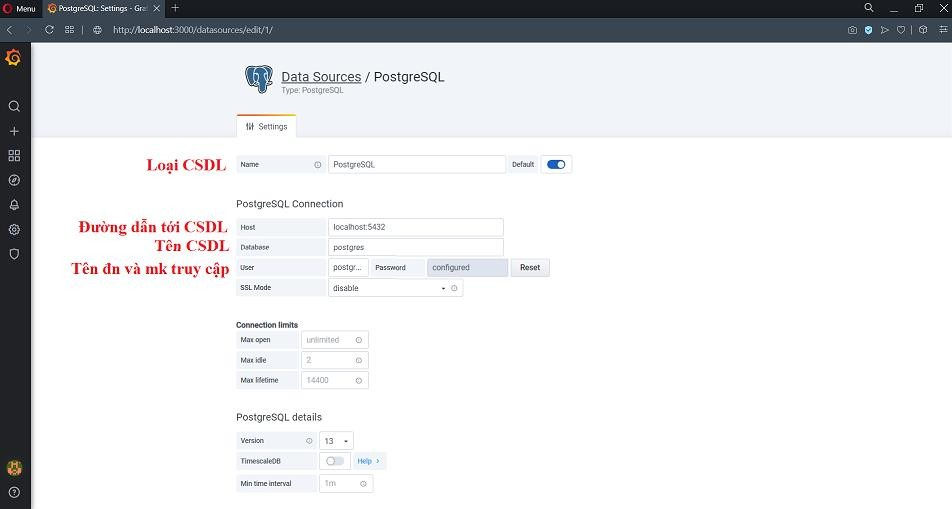 Menu
PostgreSQL: Settings - Graf
http://localhost:3000/datasources/edit/1/
Data Sources / PostgreSQL
Type: PostgreSQL
Settings
Loại CSDL Name PostgreSQL Default
PostgreSQL Connection
Đường dẫn tới CSDL Host localhost:5432
Tên CSDL Database postgres
Tên đn và mk truy cập User postgr... Password configured Reset
SSL Mode disable
Connection limits
Max open unlimited
Max idle 2
Max lifetime 14400
PostgreSQL details
Version 13
TimescaleDB Help >
Min time interval 1m